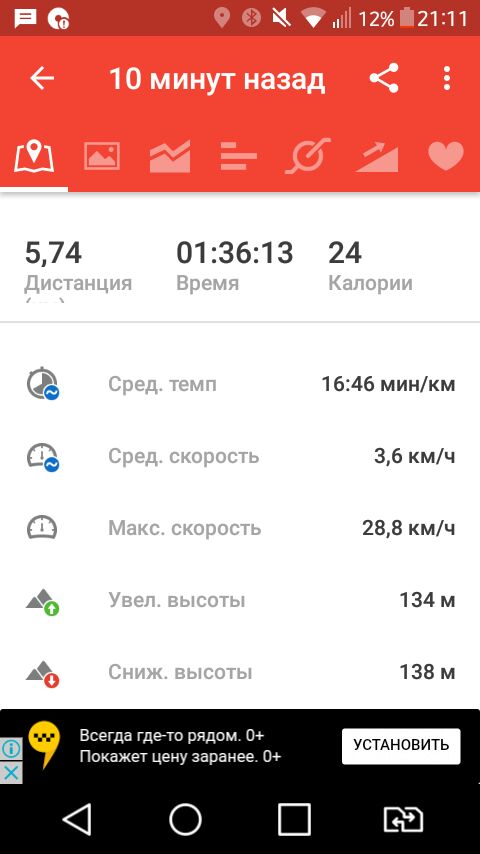 12% 21:11
10 минут назад
5,74 01:36:13 24
Дистанция Время Калории
Сред. темп 16:46 мин/км
Сред. скорость 3,6 км/ч
Макс. скорость 28,8 км/ч
Увел. высоты 134 м
Сниж. высоты 138 м
Всегда где-то рядом. 0+
Покажет цену заранее. 0+
УСТАНОВИТЬ